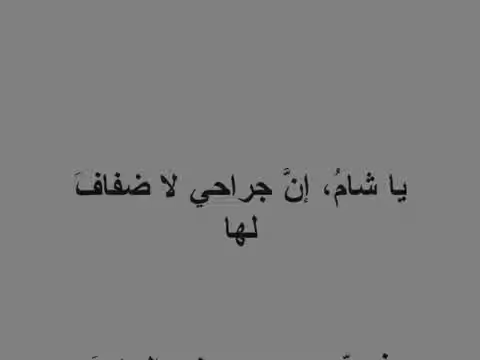 يا شامُ، إنَّ جراحي لا ضفافَ
لها